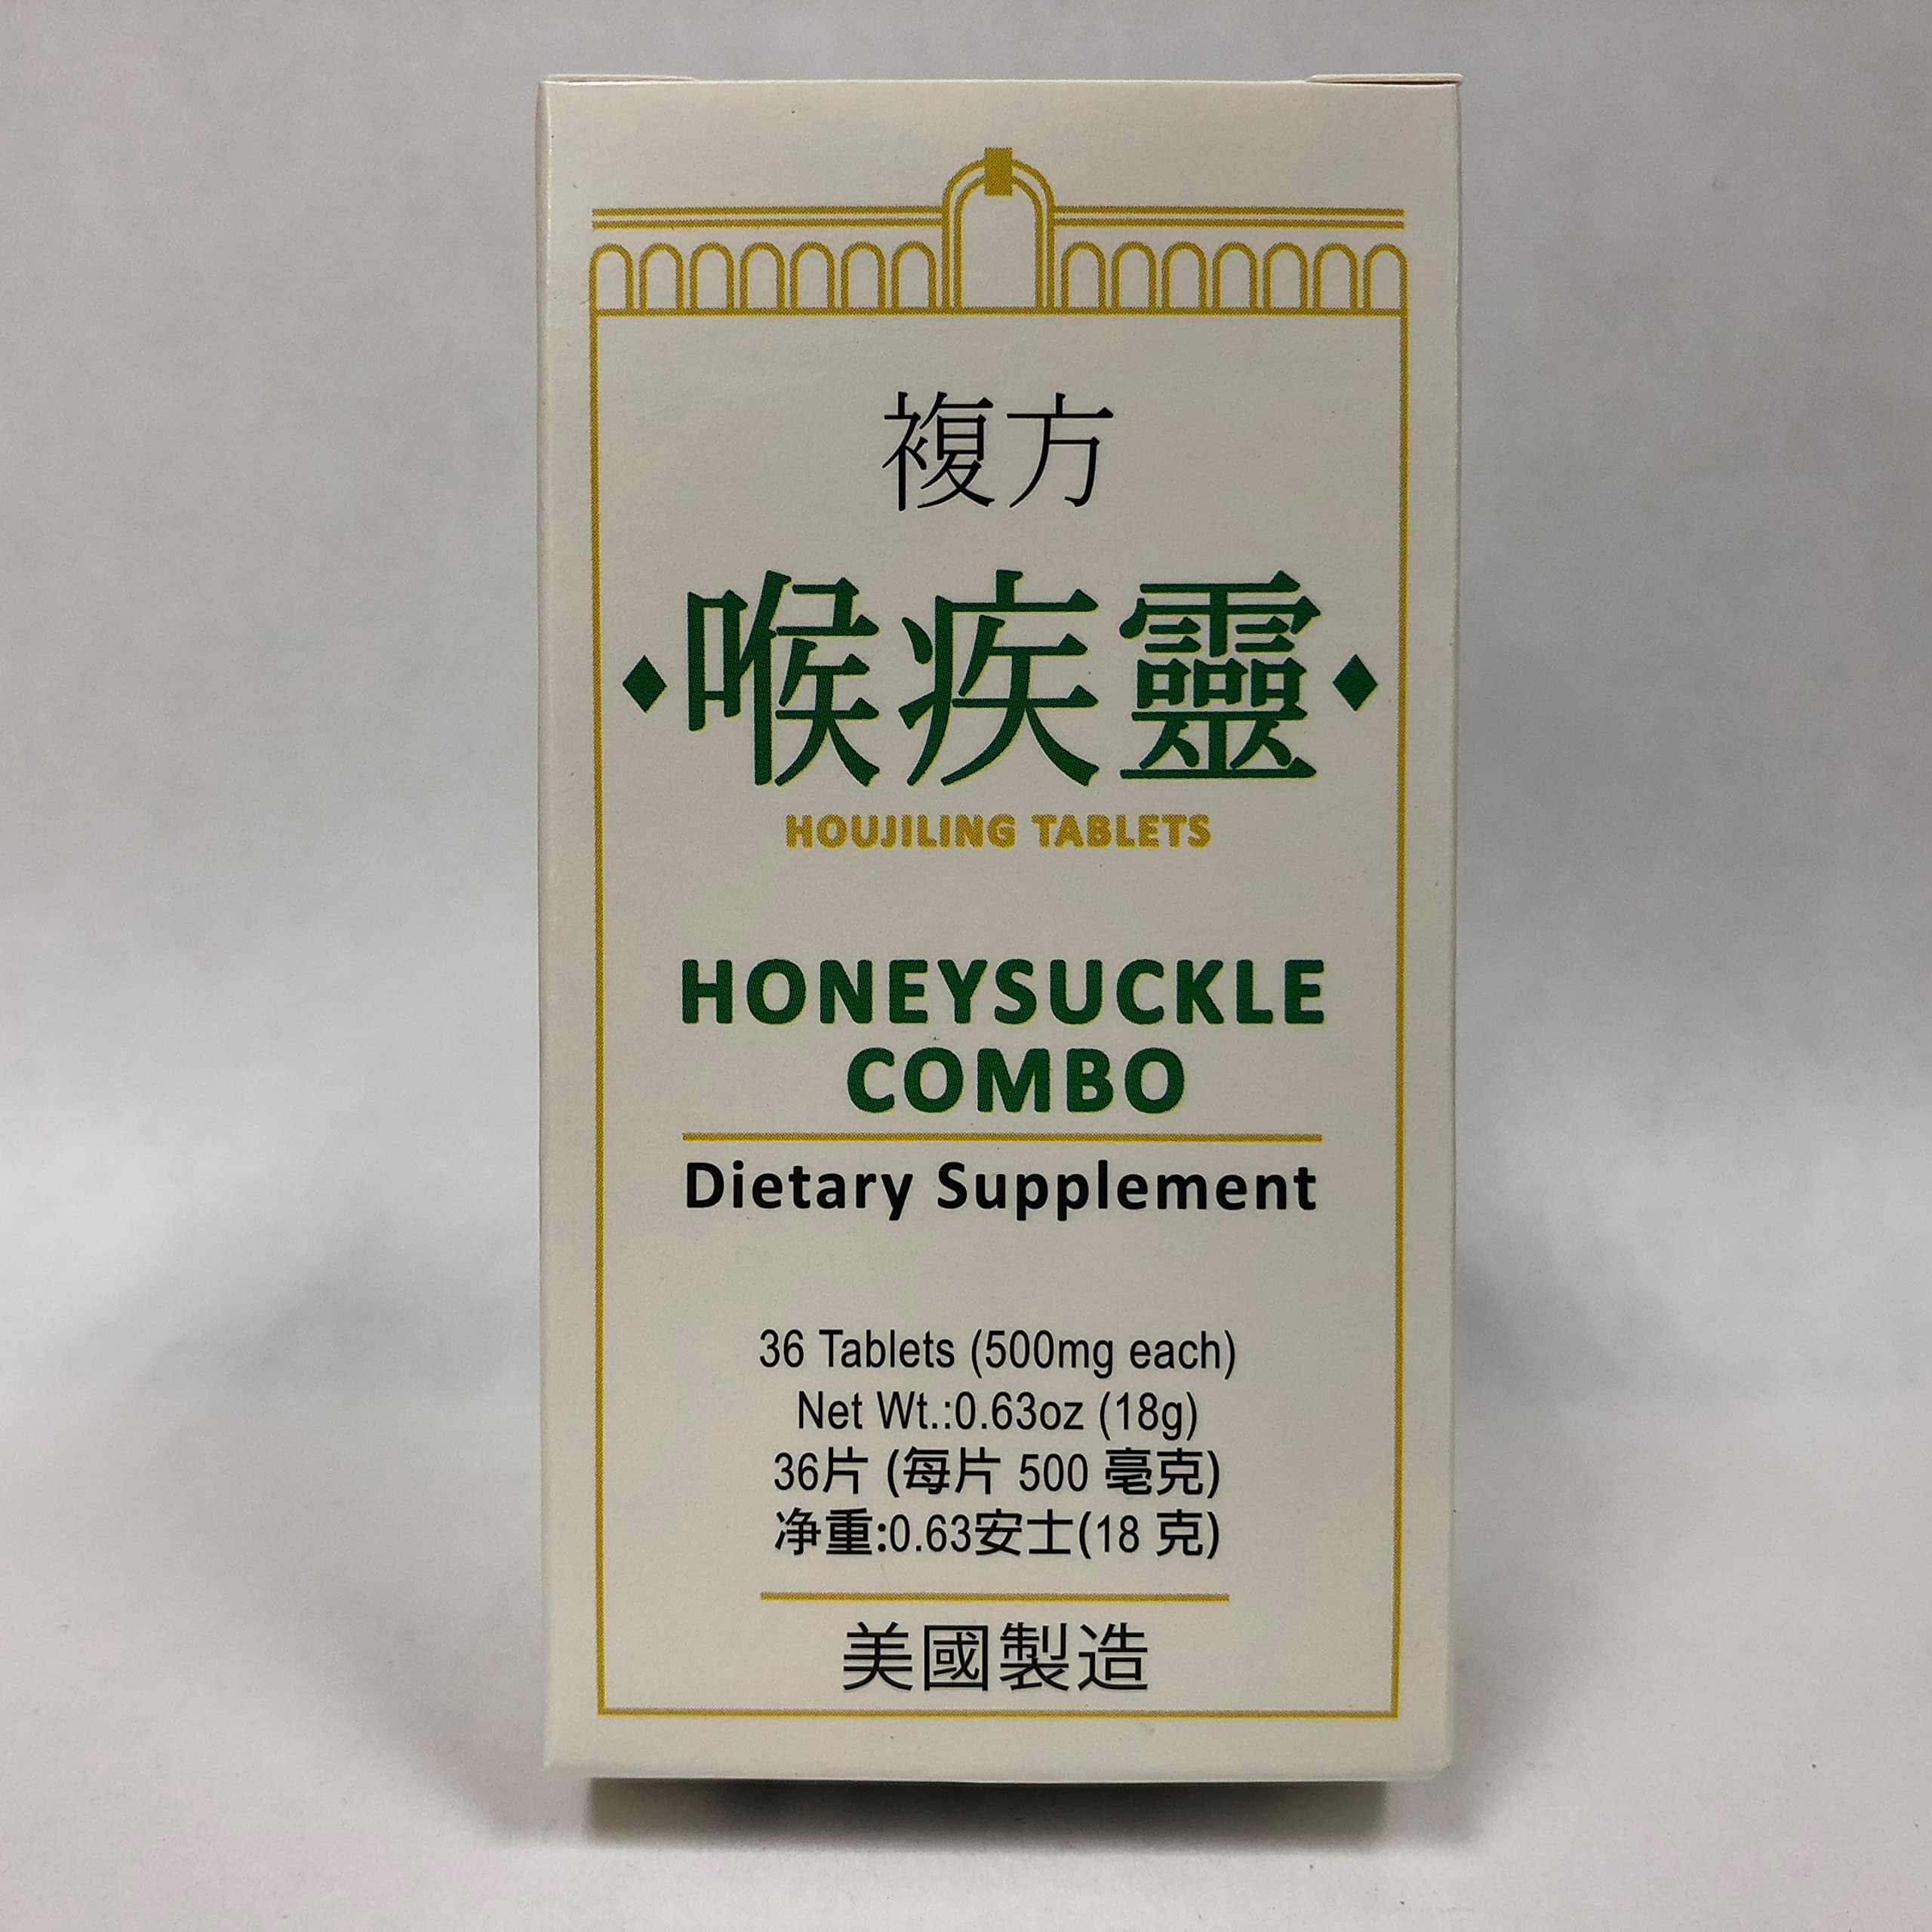 複方
喉疾靈
HOUJILING TABLETS
HONEYSUCKLE
COMBO
Dietary Supplement
36 Tablets (500mg each)
Net Wt.:0.63oz (18g)
36片 (每片 500 毫克)
净重:0.63安士(18 克)
美國製造